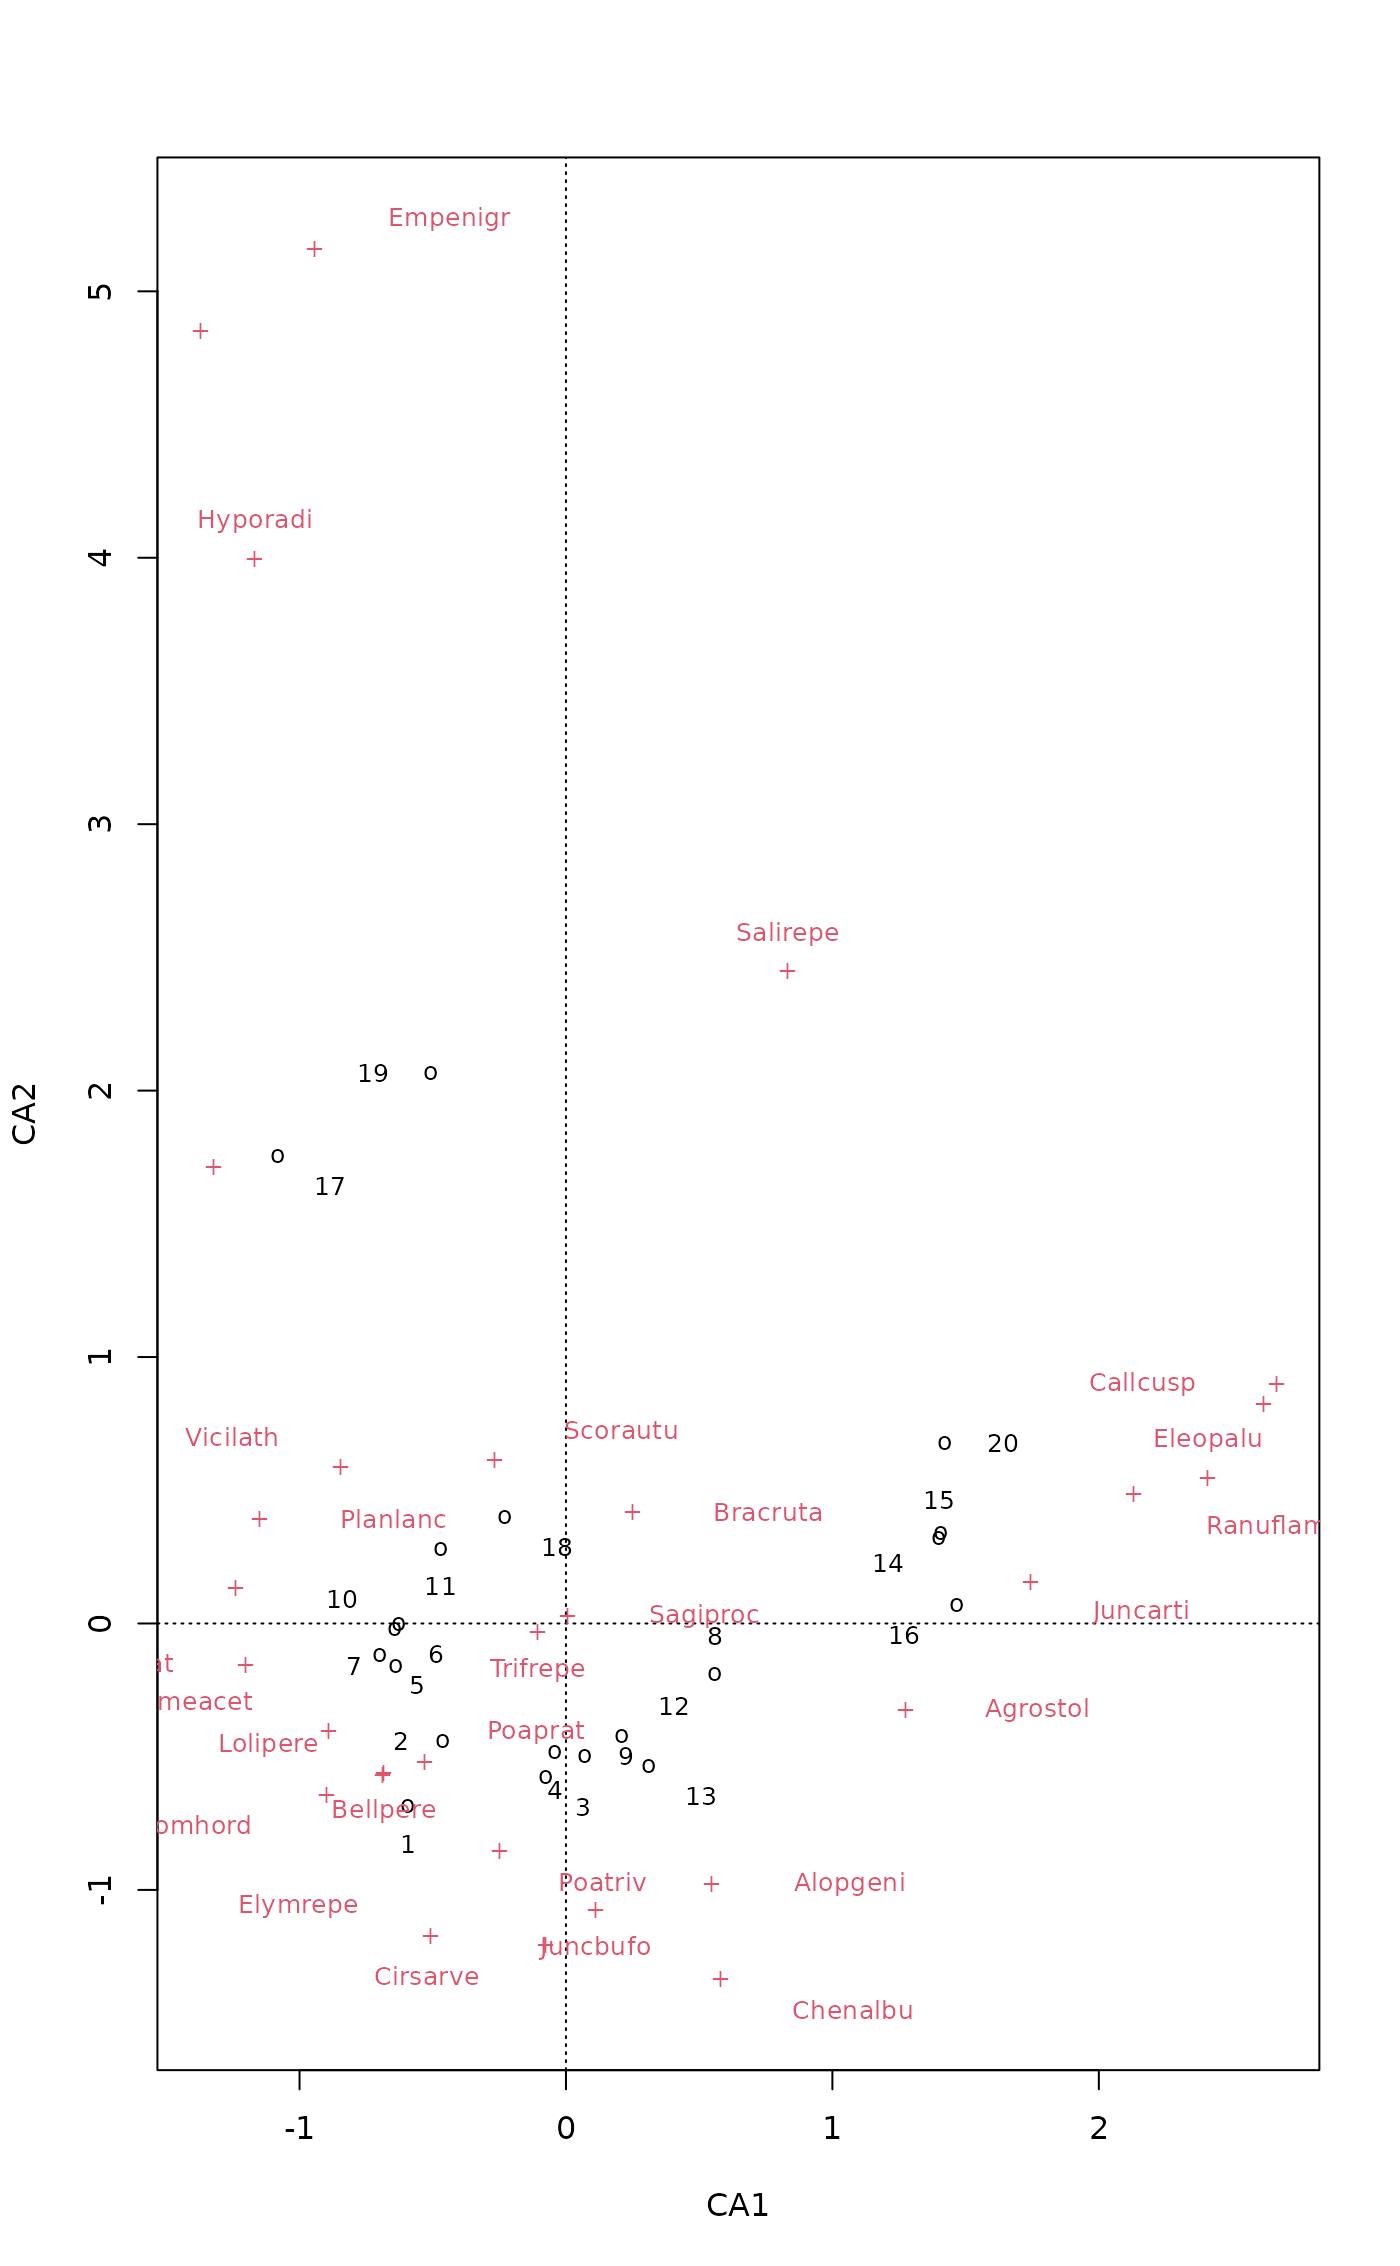 Empenigr
5
Hyporadi
4
3
Salirepe
19
2
CA2
17
1
Callcusp
Vicilath
Scorautu
Eleopalu
20
15
Planlanc
Bracruta
Ranuflam
18
14
11
10
Juncarti
0
Sagiproc
8
16
at
7
6
Trifrepe
5
meacet
12
Agrostol
Lolipere
2
Poaprat
9
4
13
3
Bellpere
omhord
1
-1
Poatriv
Alopgeni
Elymrepe
Juncbufo
Cirsarve
Chenalbu
-1 0 1 2
CA1